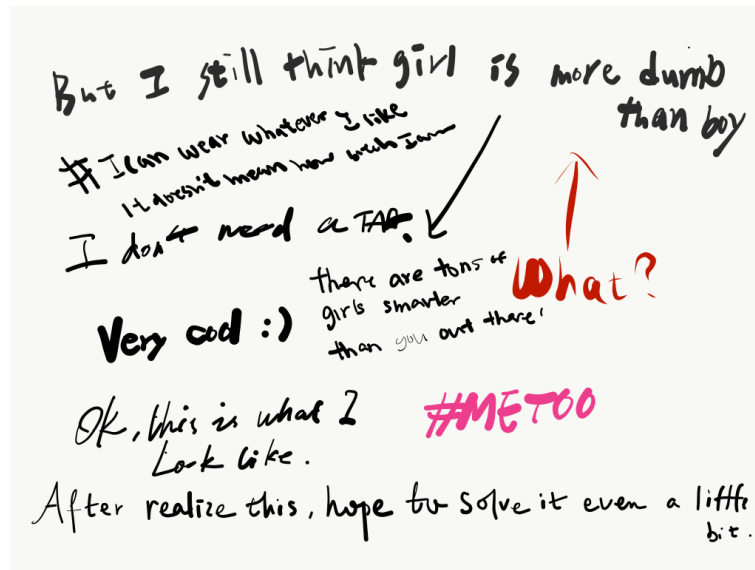 But I still think girl is more dumb
than boy
# I can wear whatever I like
It doesn't mean how I am
I don't need a TAG.
there are tons of
girls smarter
than you out there!
What?
Very cool :)
Ok, this is what I
Look like.
#METOO
After realize this, hope to solve it even a little
bit.